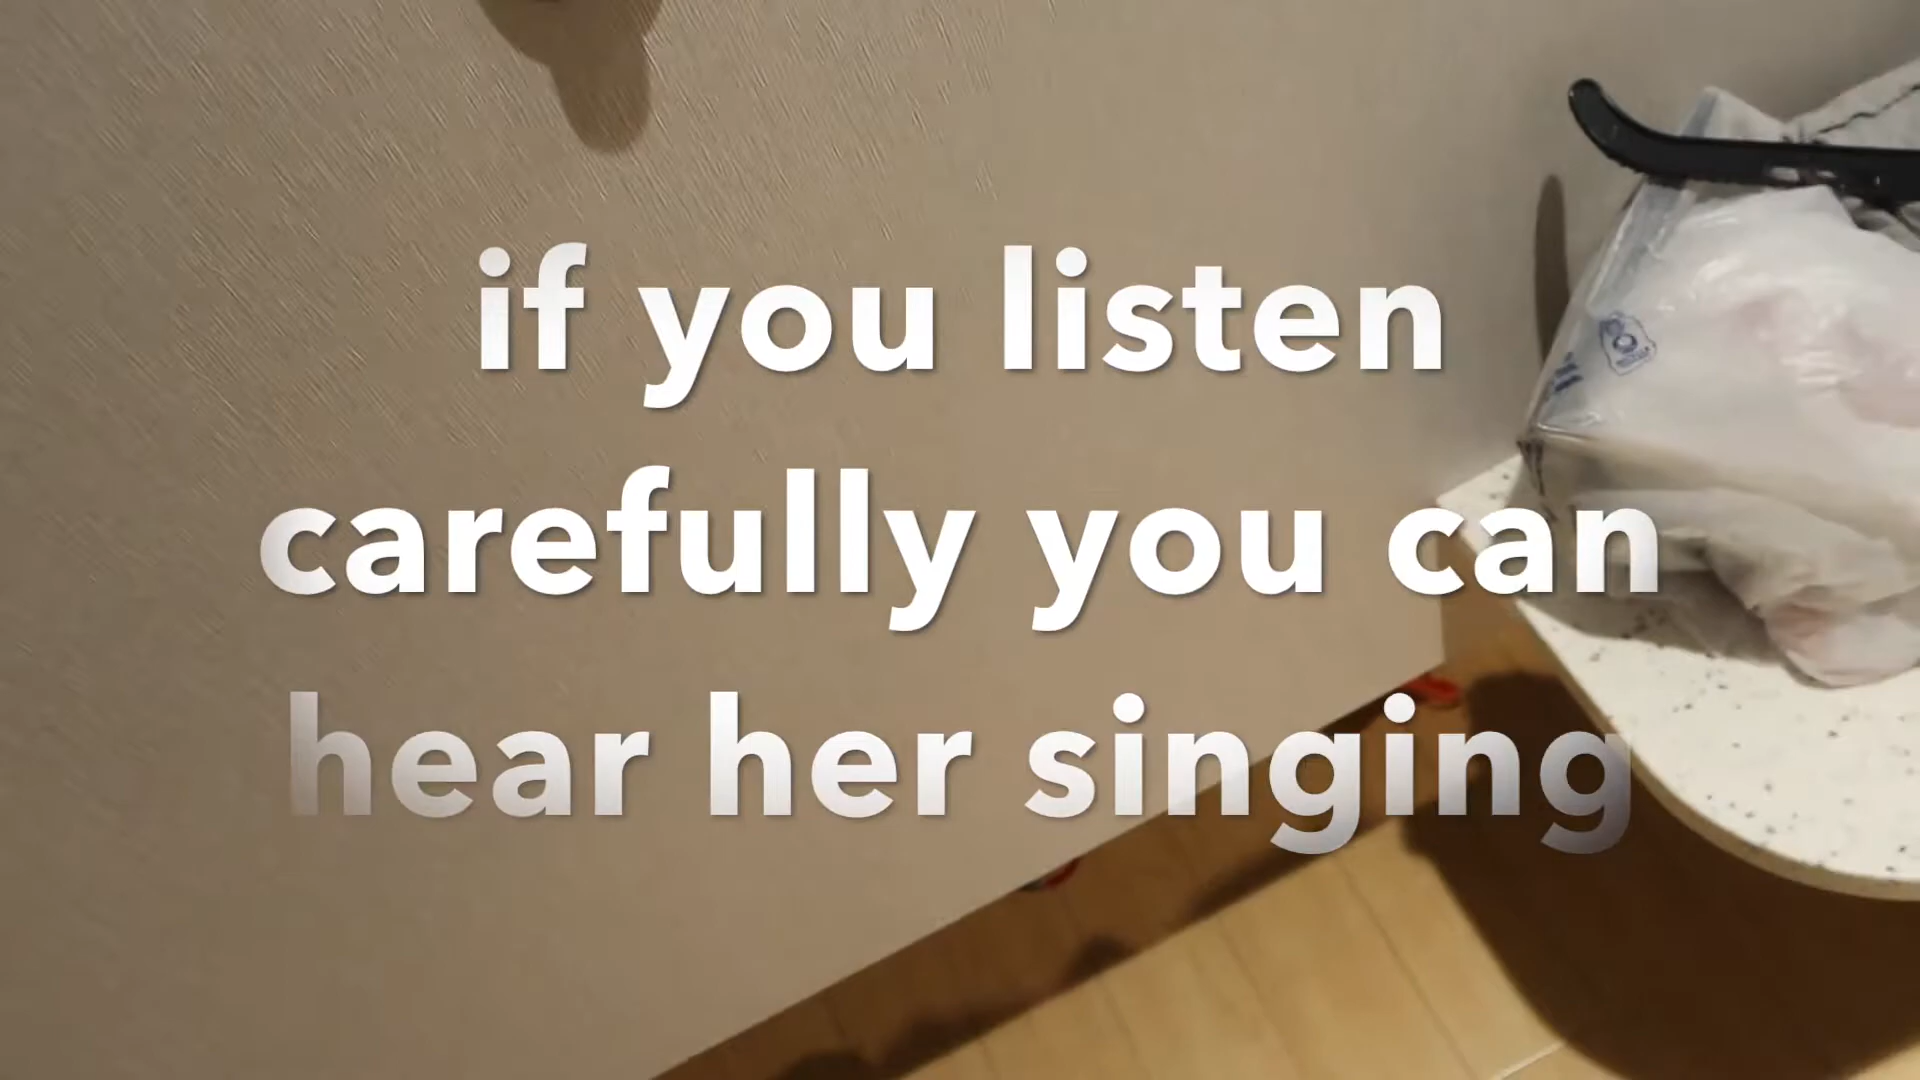 if you listen
carefully you can
hear her singing